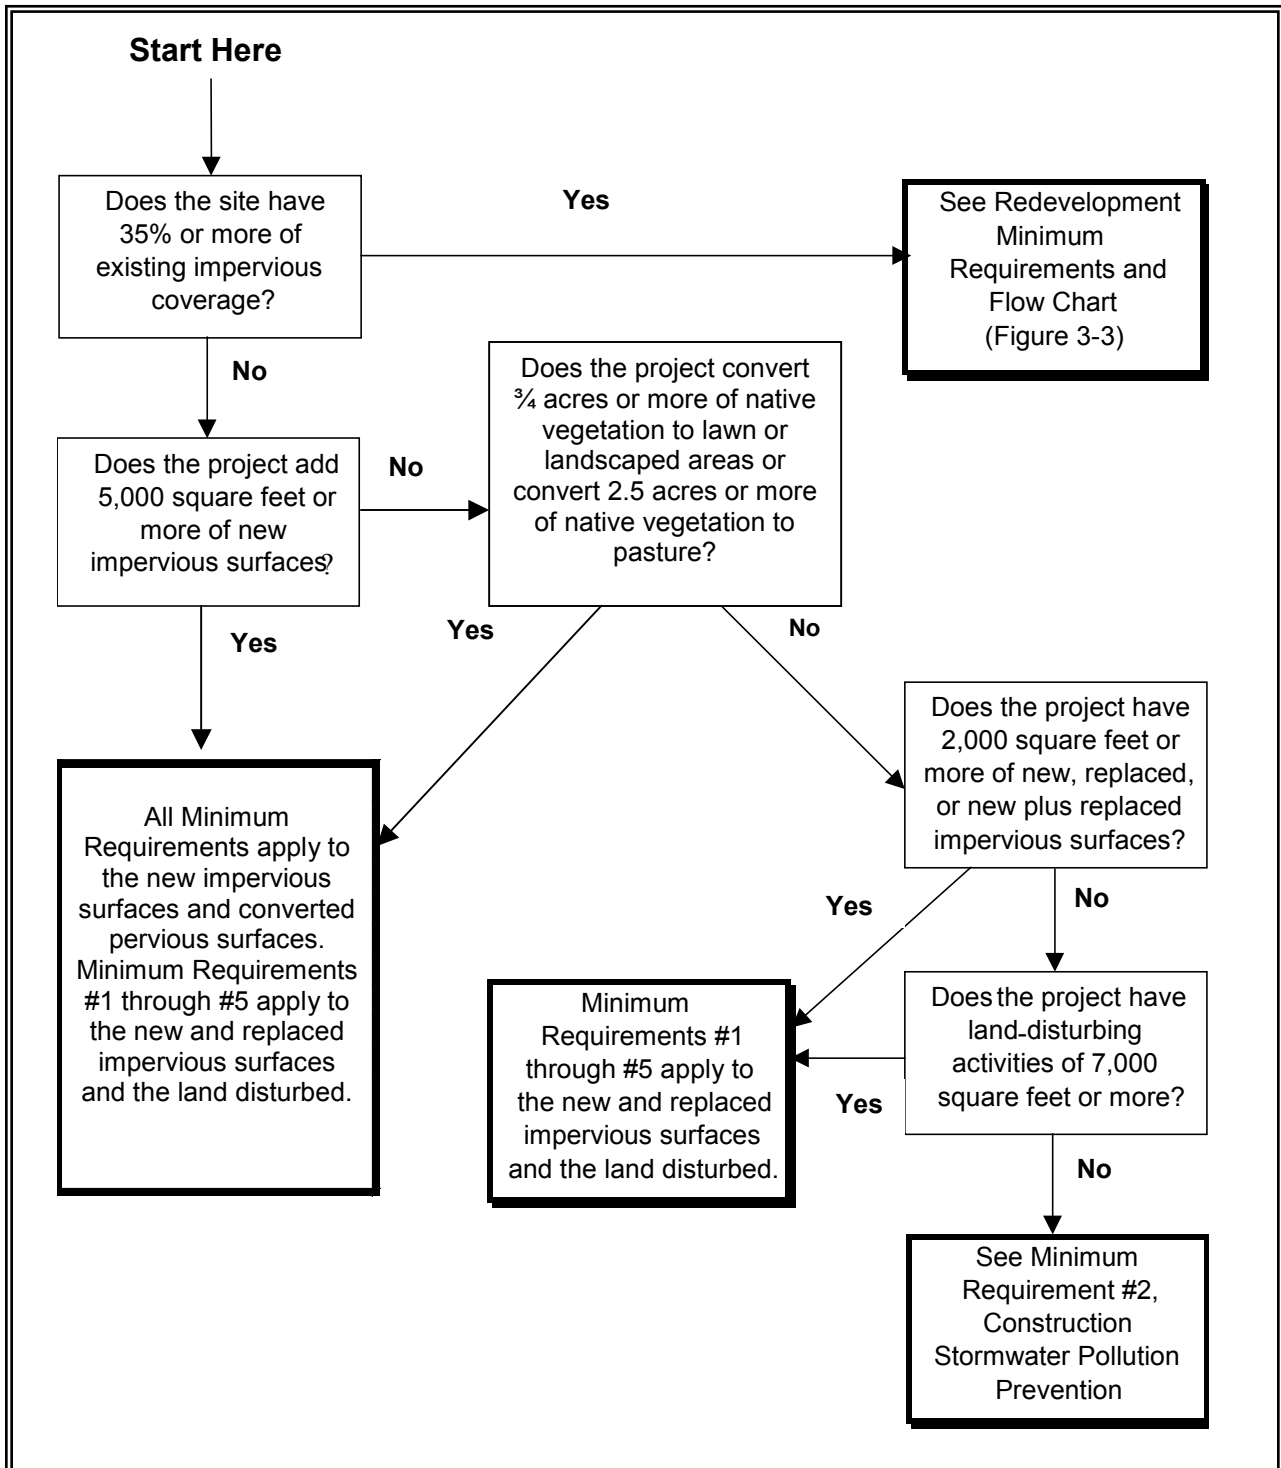 Start Here
Does the site have
35% or more of
existing impervious
coverage?
Yes
See Redevelopment
Minimum
Requirements and
Flow Chart
(Figure 3-3)
No
Does the project add
5,000 square feet or
more of new
impervious surfaces?
No
Does the project convert
¾ acres or more of native
vegetation to lawn or
landscaped areas or
convert 2.5 acres or more
of native vegetation to
pasture?
Yes
Yes
No
All Minimum
Requirements apply to
the new impervious
surfaces and converted
pervious surfaces.
Minimum Requirements
#1 through #5 apply to
the new and replaced
impervious surfaces
and the land disturbed.
Does the project have
2,000 square feet or
more of new, replaced,
or new plus replaced
impervious surfaces?
Yes
No
Minimum
Requirements #1
through #5 apply to
the new and replaced
impervious surfaces
and the land disturbed.
Does the project have
land-disturbing
activities of 7,000
square feet or more?
Yes
No
See Minimum
Requirement #2,
Construction
Stormwater Pollution
Prevention